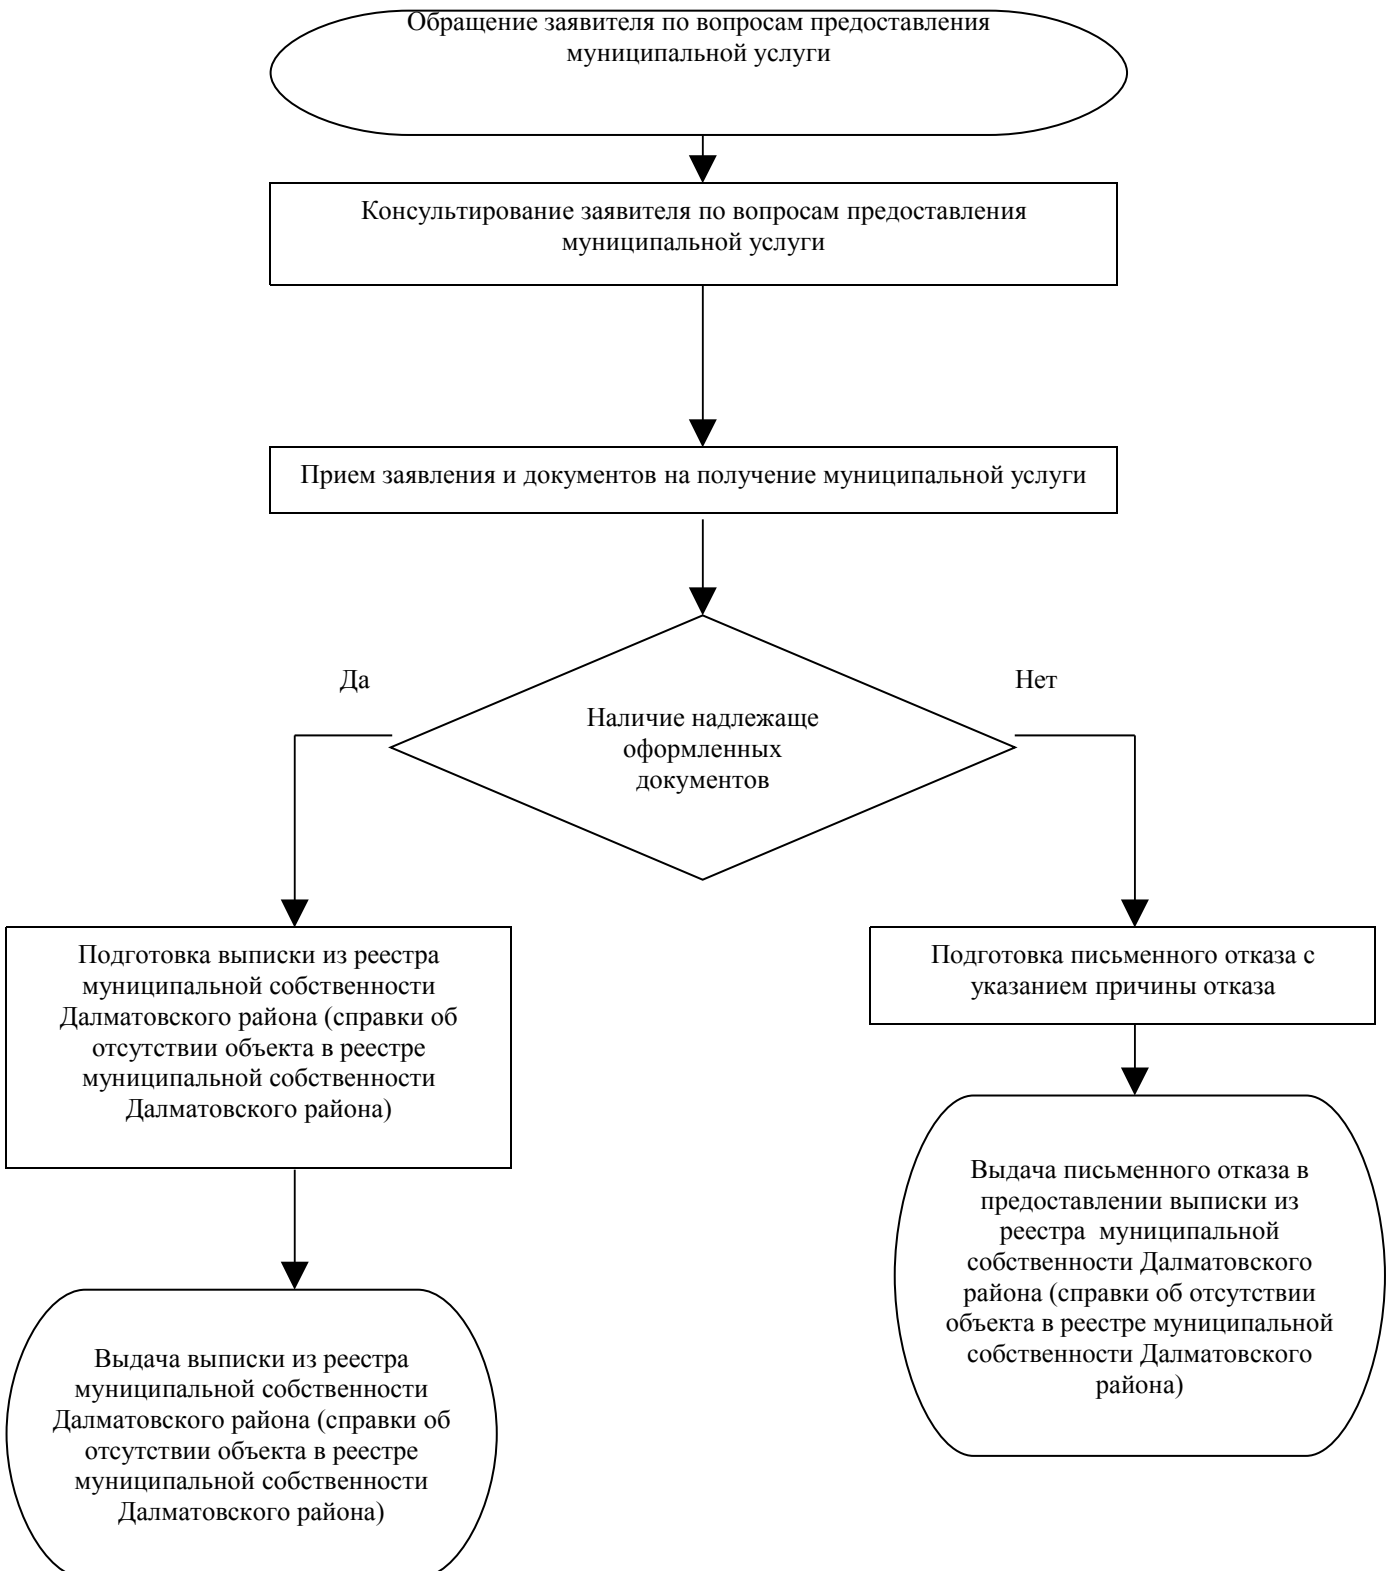 Обращение заявителя по вопросам предоставления
муниципальной услуги
Консультирование заявителя по вопросам предоставления
муниципальной услуги
Прием заявления и документов на получение муниципальной услуги
Да
Нет
Наличие надлежаще
оформленных
документов
Подготовка выписки из реестра
муниципальной собственности
Далматовского района (справки об
отсутствии объекта в реестре
муниципальной собственности
Далматовского района)
Подготовка письменного отказа с
указанием причины отказа
Выдача письменного отказа в
предоставлении выписки из
реестра  муниципальной
собственности Далматовского
района (справки об отсутствии
объекта в реестре муниципальной
собственности Далматовского
района)
Выдача выписки из реестра
муниципальной собственности
Далматовского района (справки об
отсутствии объекта в реестре
муниципальной собственности
Далматовского района)